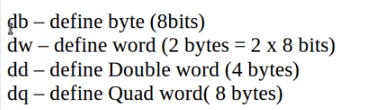 db – define byte (8bits)
dw – define word (2 bytes = 2 x 8 bits)
dd – define Double word (4 bytes)
dq – define Quad word( 8 bytes)